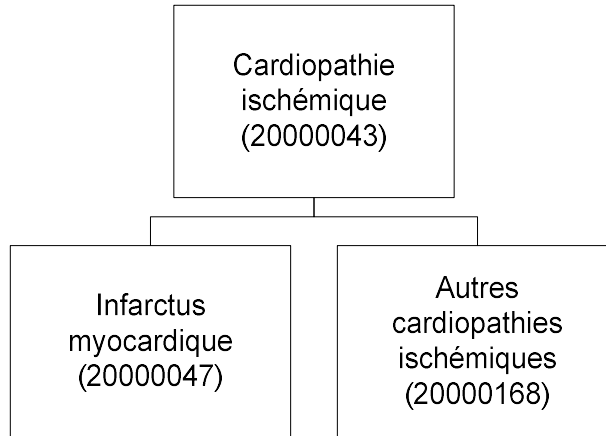 Cardiopathie
ischémique
(20000043)
Infarctus
myocardique
(20000047)
Autres
cardiopathies
ischémiques
(20000168)